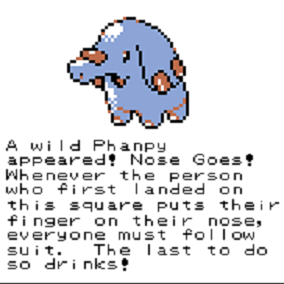 A wild Phanpy
appeared! Nose Goes!
Whenever the person
who first landed on
this square puts their
finger on their nose,
everyone must follow
suit. The last to do
so drinks!